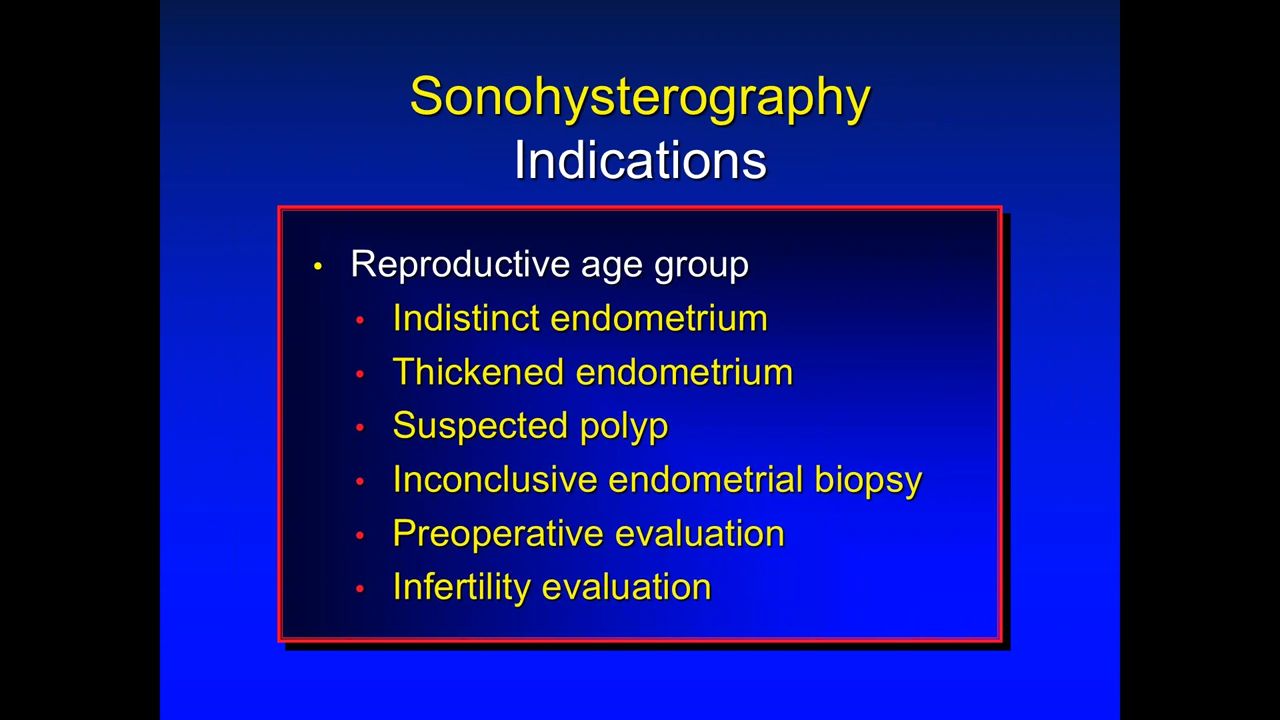 Sonohysterography
Indications
• Reproductive age group
• Indistinct endometrium
• Thickened endometrium
• Suspected polyp
• Inconclusive endometrial biopsy
• Preoperative evaluation
• Infertility evaluation